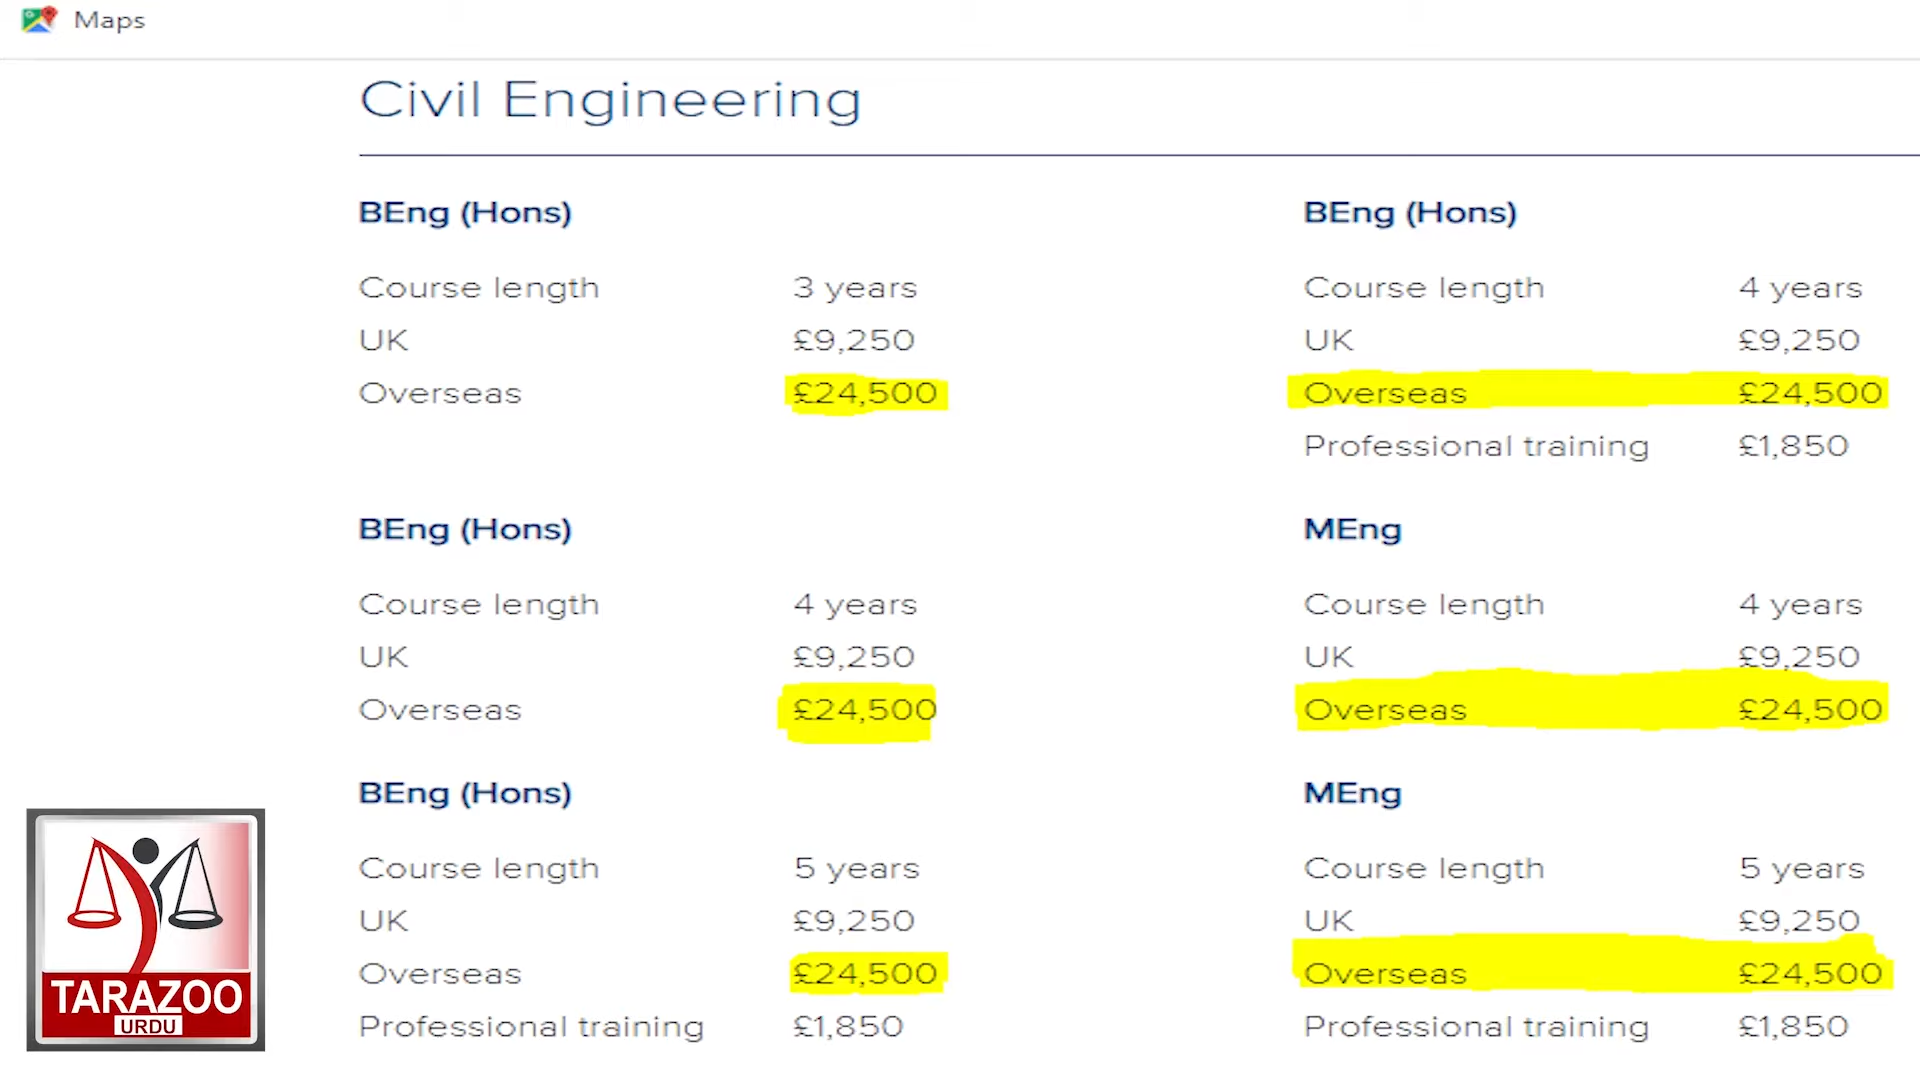 Maps
Civil Engineering
BEng (Hons)
Course length 3 years
UK £9,250
Overseas £24,500
BEng (Hons)
Course length 4 years
UK £9,250
Overseas £24,500
Professional training £1,850
BEng (Hons)
Course length 4 years
UK £9,250
Overseas £24,500
MEng
Course length 4 years
UK £9,250
Overseas £24,500
BEng (Hons)
Course length 5 years
UK £9,250
Overseas £24,500
Professional training £1,850
MEng
Course length 5 years
UK £9,250
Overseas £24,500
Professional training £1,850
TARAZOO
URDU